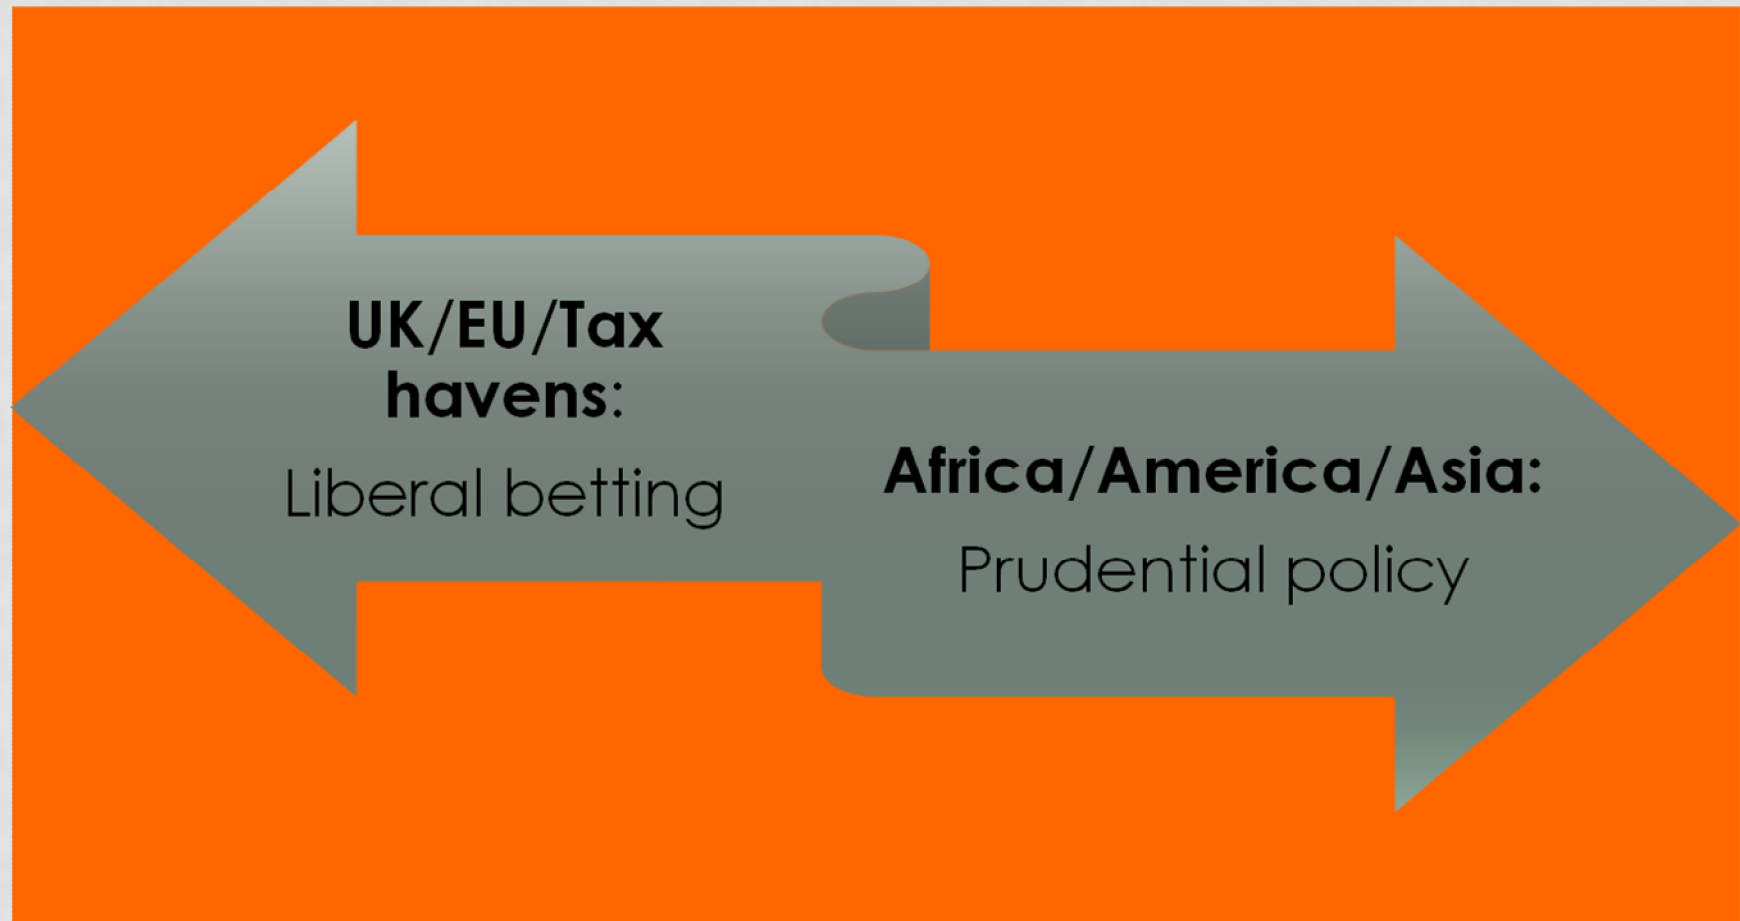 UK/EU/Tax
havens:
Liberal betting
Africa/America/Asia:
Prudential policy